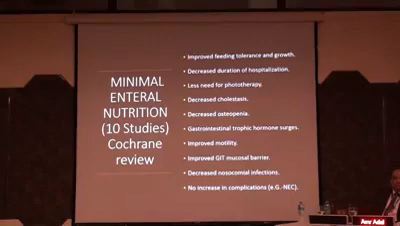 MINIMAL
ENTERAL
NUTRITION
(10 Studies)
Cochrane
review
• Improved feeding tolerance and growth.
• Decreased duration of hospitalization.
• Less need for phototherapy.
• Decreased cholestasis.
• Decreased osteopenia.
• Gastrointestinal trophic hormone surges.
• Improved motility.
• Improved GIT mucosal barrier.
• Decreased nosocomial infections.
• No increase in complications (e.G.-NEC).
Amr Adel